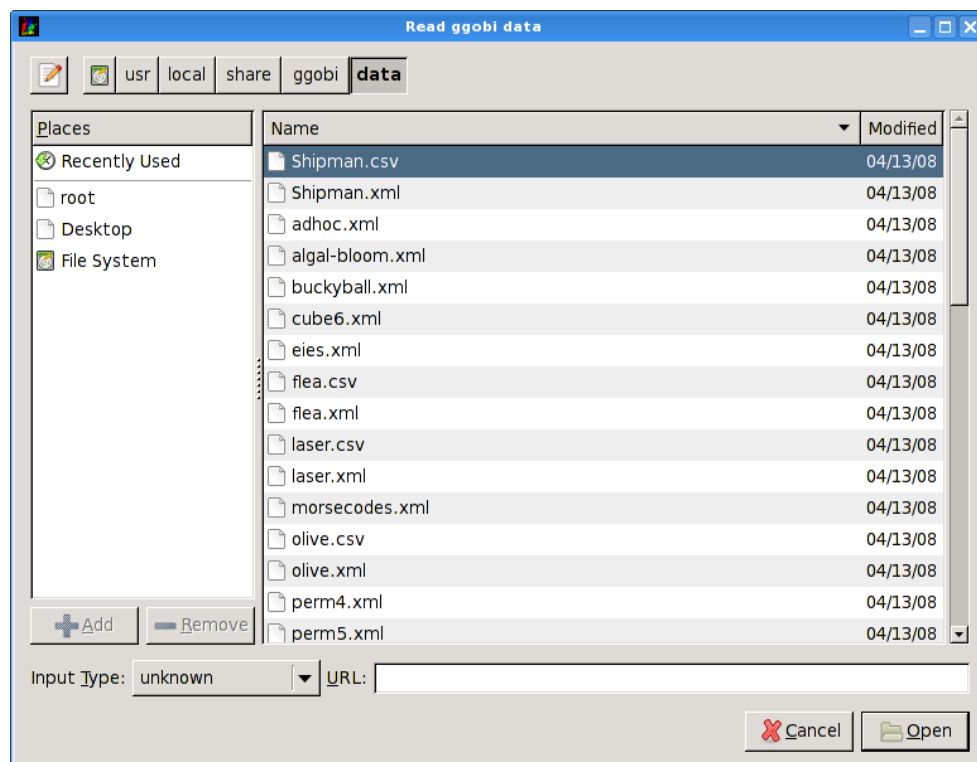 Read ggobi data
usr local share ggobi data
Places
Recently Used
root
Desktop
File System
Add Remove
Name Modified
Shipman.csv 04/13/08
Shipman.xml 04/13/08
adhoc.xml 04/13/08
algal-bloom.xml 04/13/08
buckyball.xml 04/13/08
cube6.xml 04/13/08
eies.xml 04/13/08
flea.csv 04/13/08
flea.xml 04/13/08
laser.csv 04/13/08
laser.xml 04/13/08
morsecodes.xml 04/13/08
olive.csv 04/13/08
olive.xml 04/13/08
perm4.xml 04/13/08
perm5.xml 04/13/08
Input Type: unknown URL:
Cancel Open